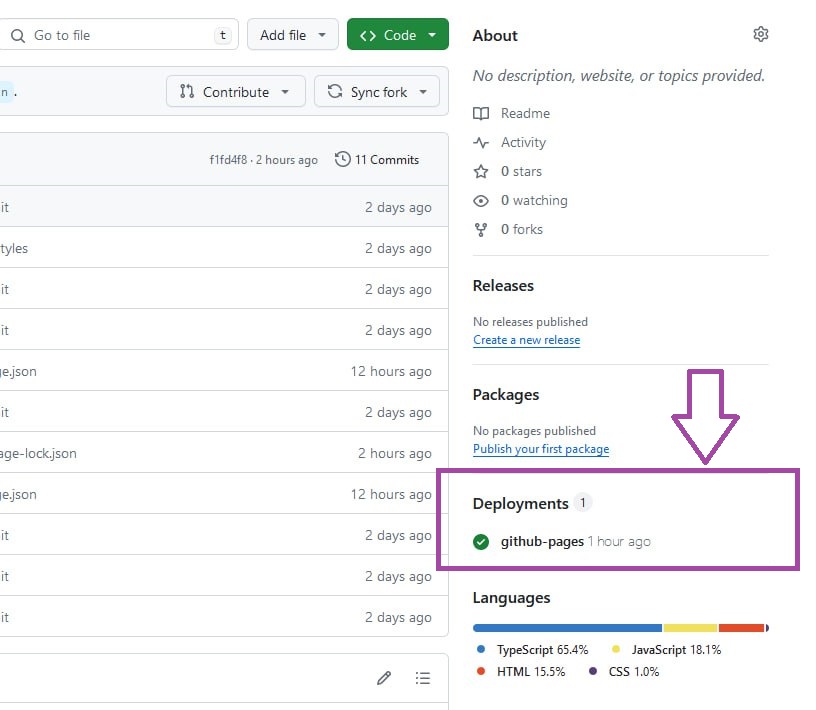 Go to file t Add file Code
n .
Contribute Sync fork
f1fd4f8 · 2 hours ago 11 Commits
it 2 days ago
tyles 2 days ago
it 2 days ago
it 2 days ago
e.json 12 hours ago
it 2 days ago
age-lock.json 2 hours ago
e.json 12 hours ago
it 2 days ago
it 2 days ago
it 2 days ago
About
No description, website, or topics provided.
Readme
Activity
0 stars
0 watching
0 forks
Releases
No releases published
Create a new release
Packages
No packages published
Publish your first package
Deployments 1
github-pages 1 hour ago
Languages
TypeScript 65.4% JavaScript 18.1%
HTML 15.5% CSS 1.0%